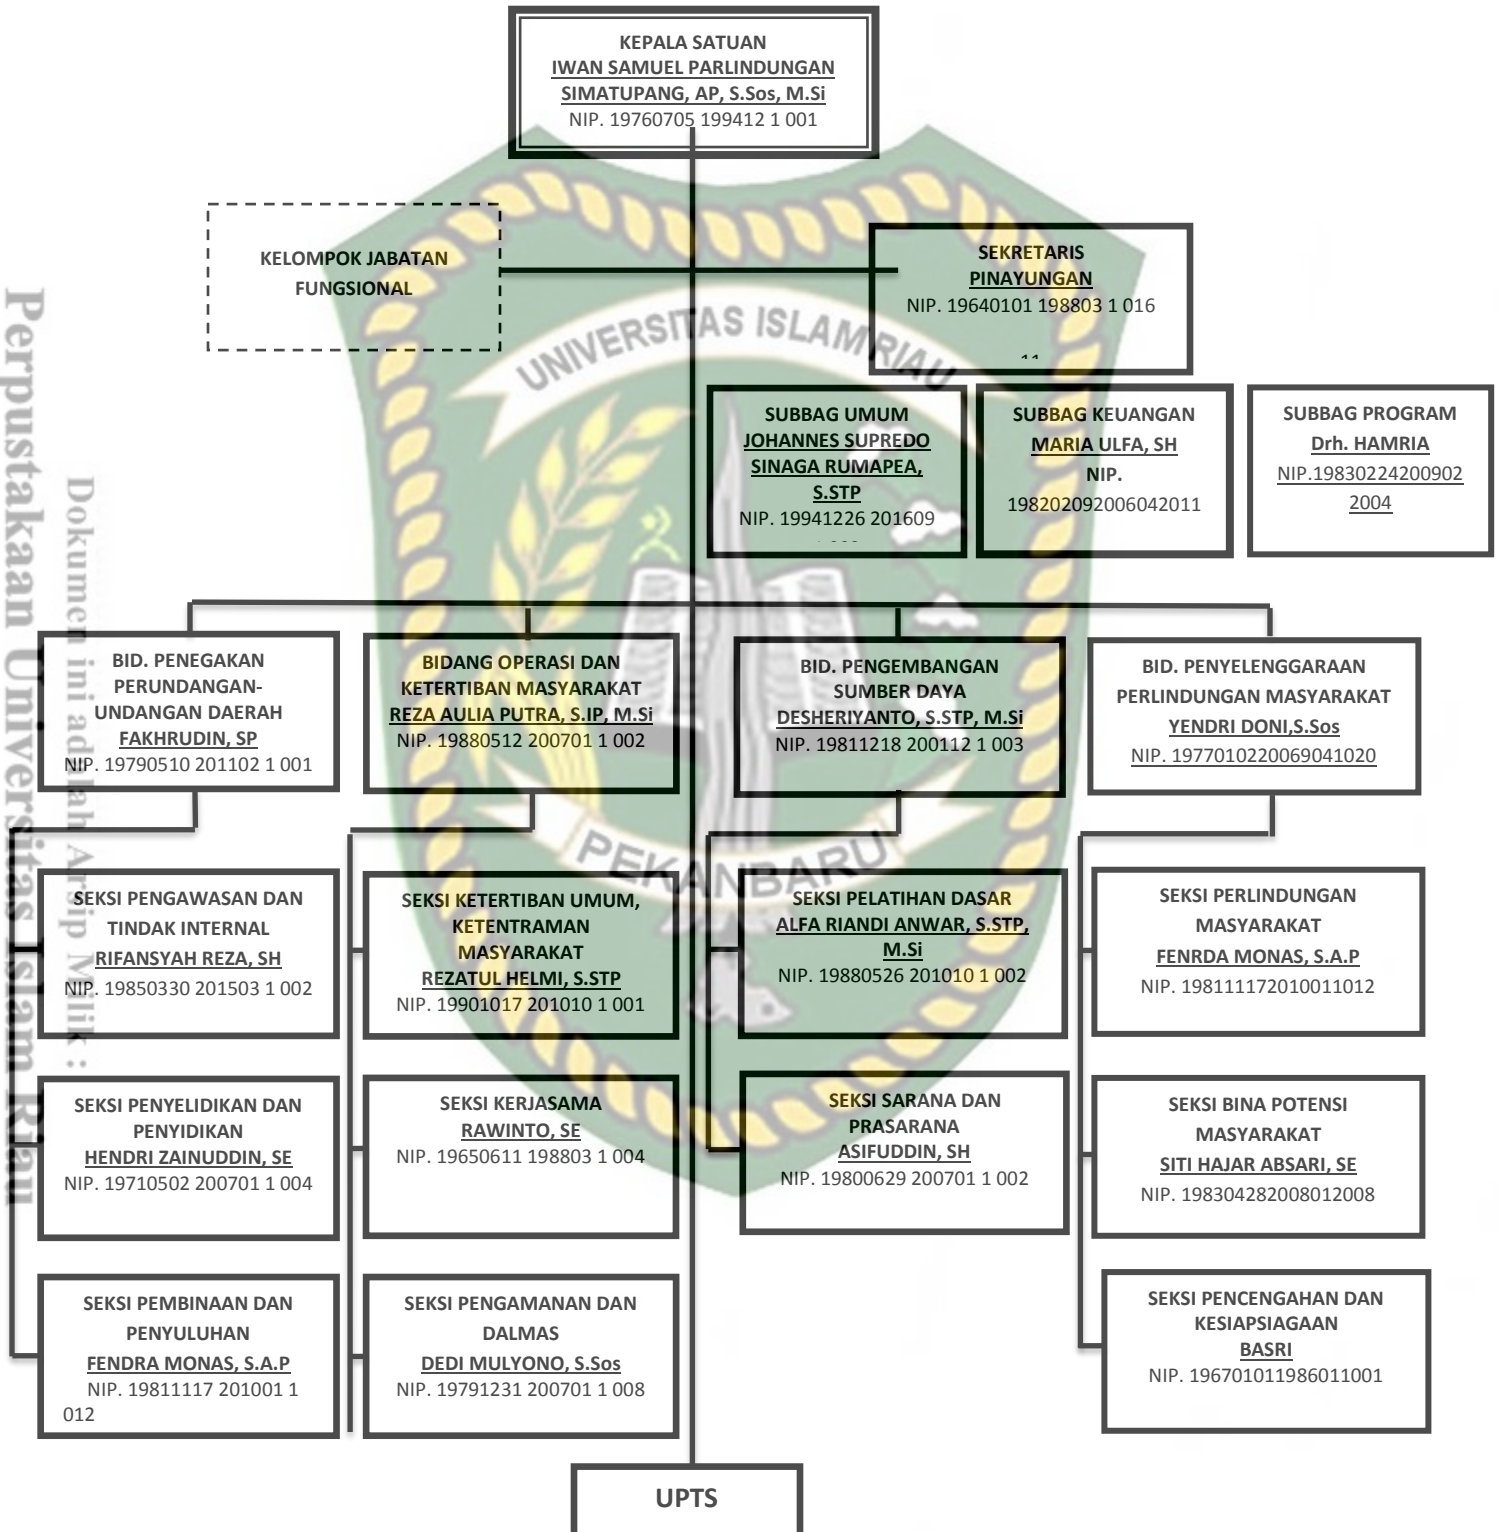 KEPALA SATUAN
IWAN SAMUEL PARLINDUNGAN
SIMATUPANG, AP, S.Sos, M.Si
NIP. 19760705 199412 1 001
KELOMPOK JABATAN
FUNGSIONAL
SEKRETARIS
PINAYUNGAN
NIP. 19640101 198803 1 016
UNIVERSITAS ISLAM RIAU
SUBBAG UMUM
JOHANNES SUPREDO
SINAGA RUMAPEA,
S.STP
NIP. 19941226 201609
SUBBAG KEUANGAN
MARIA ULFA, SH
NIP.
198202092006042011
SUBBAG PROGRAM
Drh. HAMRIA
NIP.19830224200902
2004
BID. PENEGAKAN
PERUNDANGAN-
UNDANGAN DAERAH
FAKHRUDIN, SP
NIP. 19790510 201102 1 001
BIDANG OPERASI DAN
KETERTIBAN MASYARAKAT
REZA AULIA PUTRA, S.IP, M.Si
NIP. 19880512 200701 1 002
BID. PENGEMBANGAN
SUMBER DAYA
DESHERIYANTO, S.STP, M.Si
NIP. 19811218 200112 1 003
BID. PENYELENGGARAAN
PERLINDUNGAN MASYARAKAT
YENDRI DONI,S.Sos
NIP. 1977010220069041020
PEKANBARU
SEKSI PENGAWASAN DAN
TINDAK INTERNAL
RIFANSYAH REZA, SH
NIP. 19850330 201503 1 002
SEKSI KETERTIBAN UMUM,
KETENTRAMAN
MASYARAKAT
REZATUL HELMI, S.STP
NIP. 19901017 201010 1 001
SEKSI PELATIHAN DASAR
ALFA RIANDI ANWAR, S.STP,
M.Si
NIP. 19880526 201010 1 002
SEKSI PERLINDUNGAN
MASYARAKAT
FENRDA MONAS, S.A.P
NIP. 198111172010011012
SEKSI PENYELIDIKAN DAN
PENYIDIKAN
HENDRI ZAINUDDIN, SE
NIP. 19710502 200701 1 004
SEKSI KERJASAMA
RAWINTO, SE
NIP. 19650611 198803 1 004
SEKSI SARANA DAN
PRASARANA
ASIFUDDIN, SH
NIP. 19800629 200701 1 002
SEKSI BINA POTENSI
MASYARAKAT
SITI HAJAR ABSARI, SE
NIP. 198304282008012008
SEKSI PEMBINAAN DAN
PENYULUHAN
FENDRA MONAS, S.A.P
NIP. 19811117 201001 1
012
SEKSI PENGAMANAN DAN
DALMAS
DEDI MULYONO, S.Sos
NIP. 19791231 200701 1 008
SEKSI PENCENGAHAN DAN
KESIAPSIAGAAN
BASRI
NIP. 196701011986011001
UPTS
Dokumen ini adalah Arsip Milik :
Perpustakaan Universitas Islam Riau